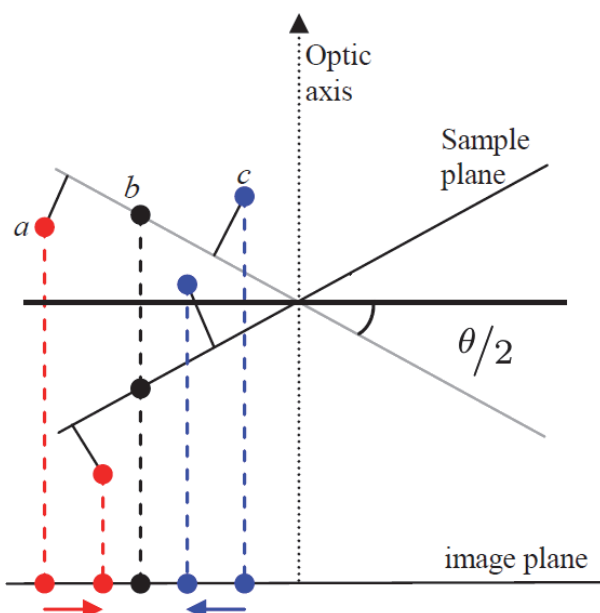 Optic
axis
Sample
plane
a
b
c
θ/2
image plane